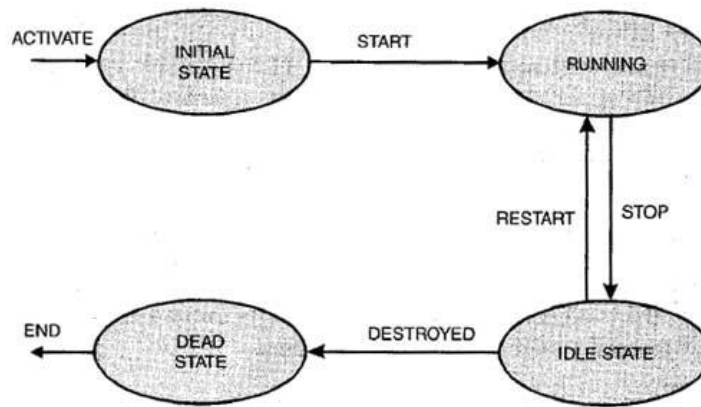 ACTIVATE
INITIAL
STATE
START
RUNNING
RESTART
STOP
END
DEAD
STATE
DESTROYED
IDLE STATE